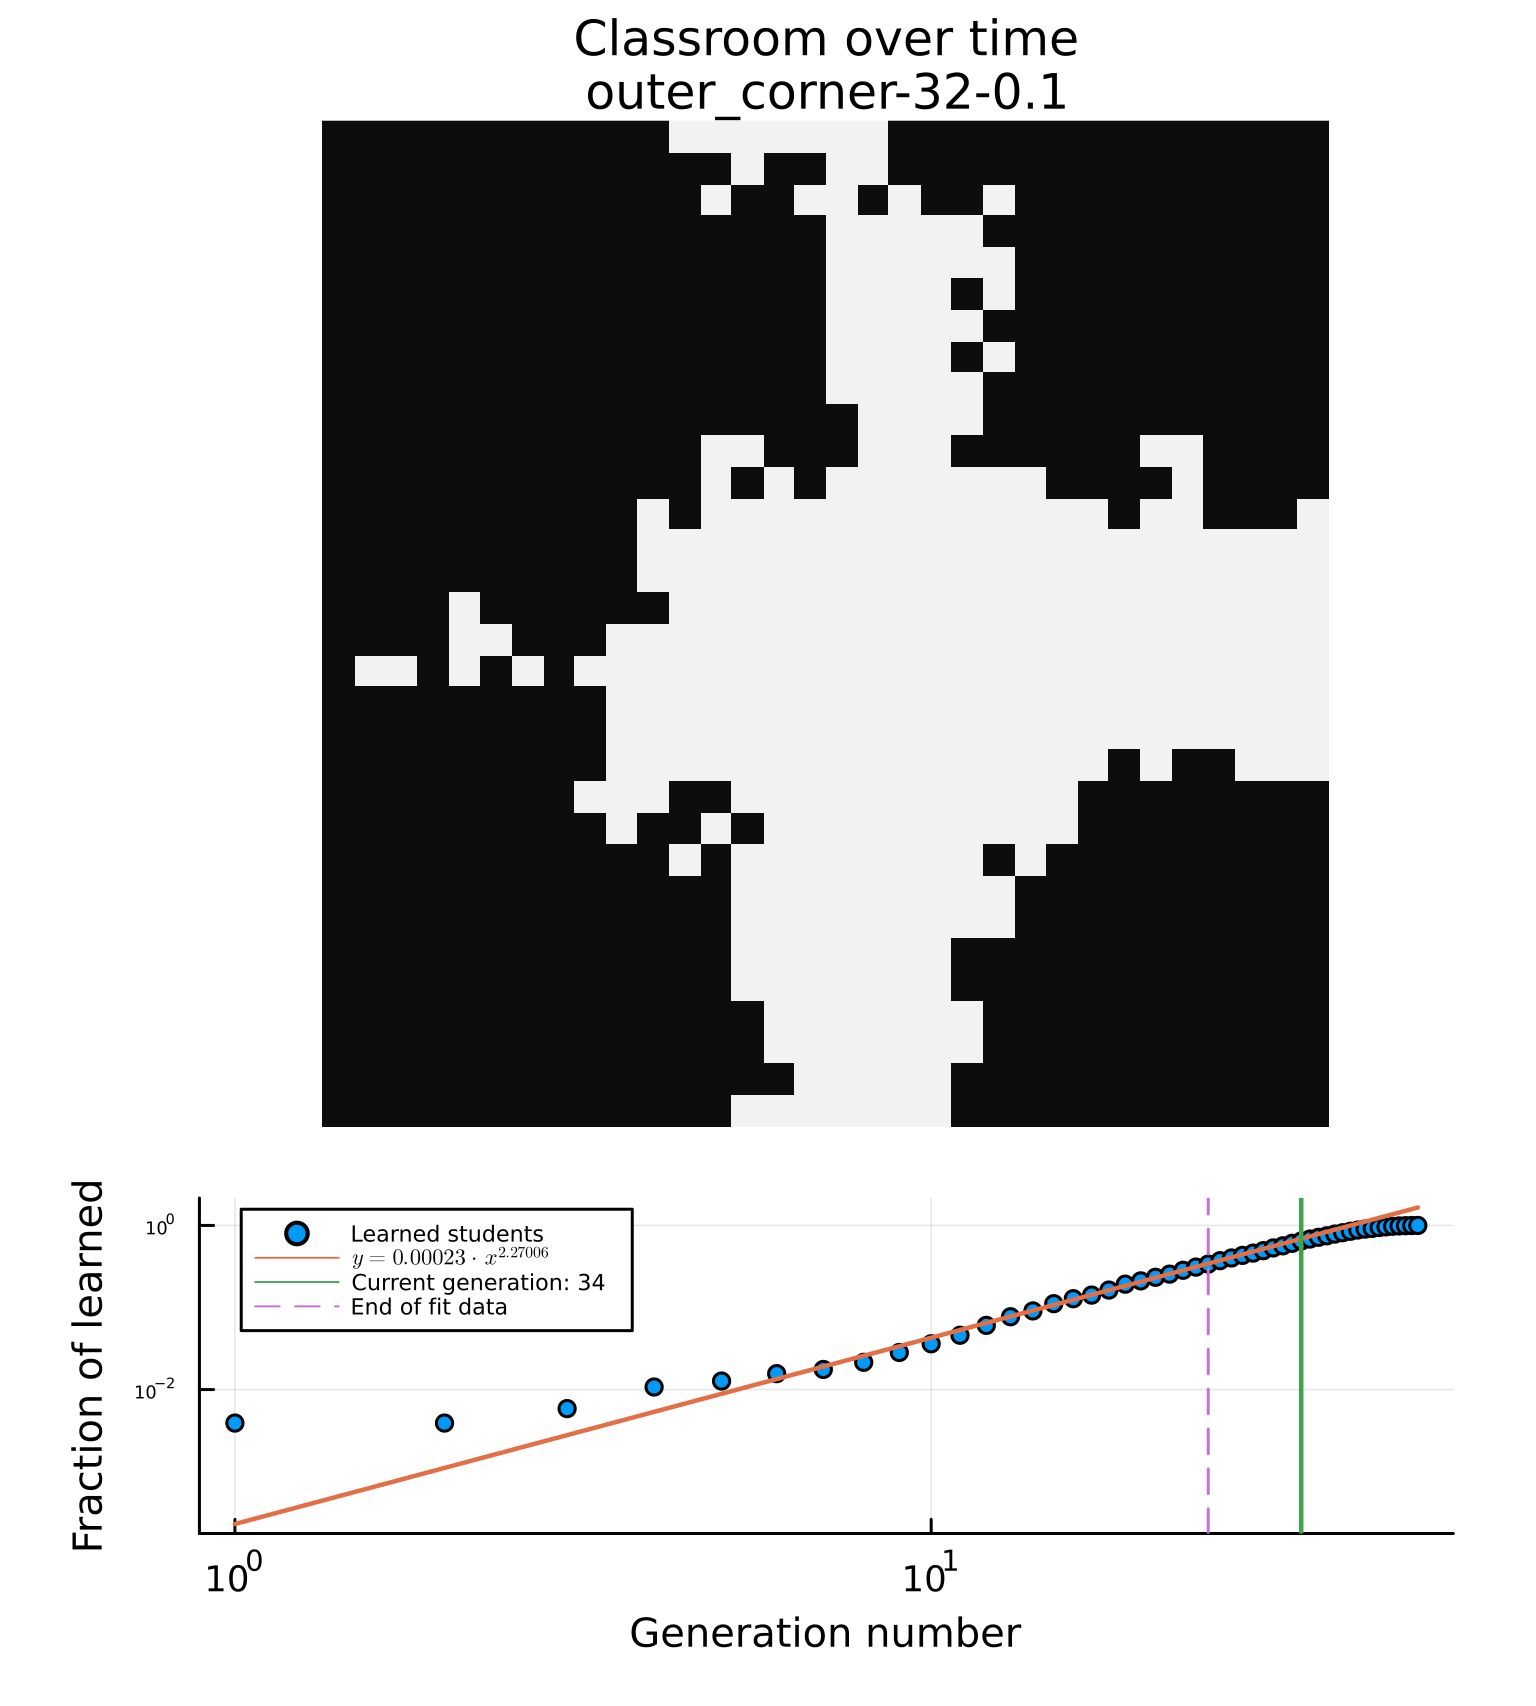 Classroom over time
outer_corner-32-0.1
Fraction of learned
10^0
10^−2
Learned students
y = 0.00023 · x^2.27006
Current generation: 34
End of fit data
10^0
10^1
Generation number